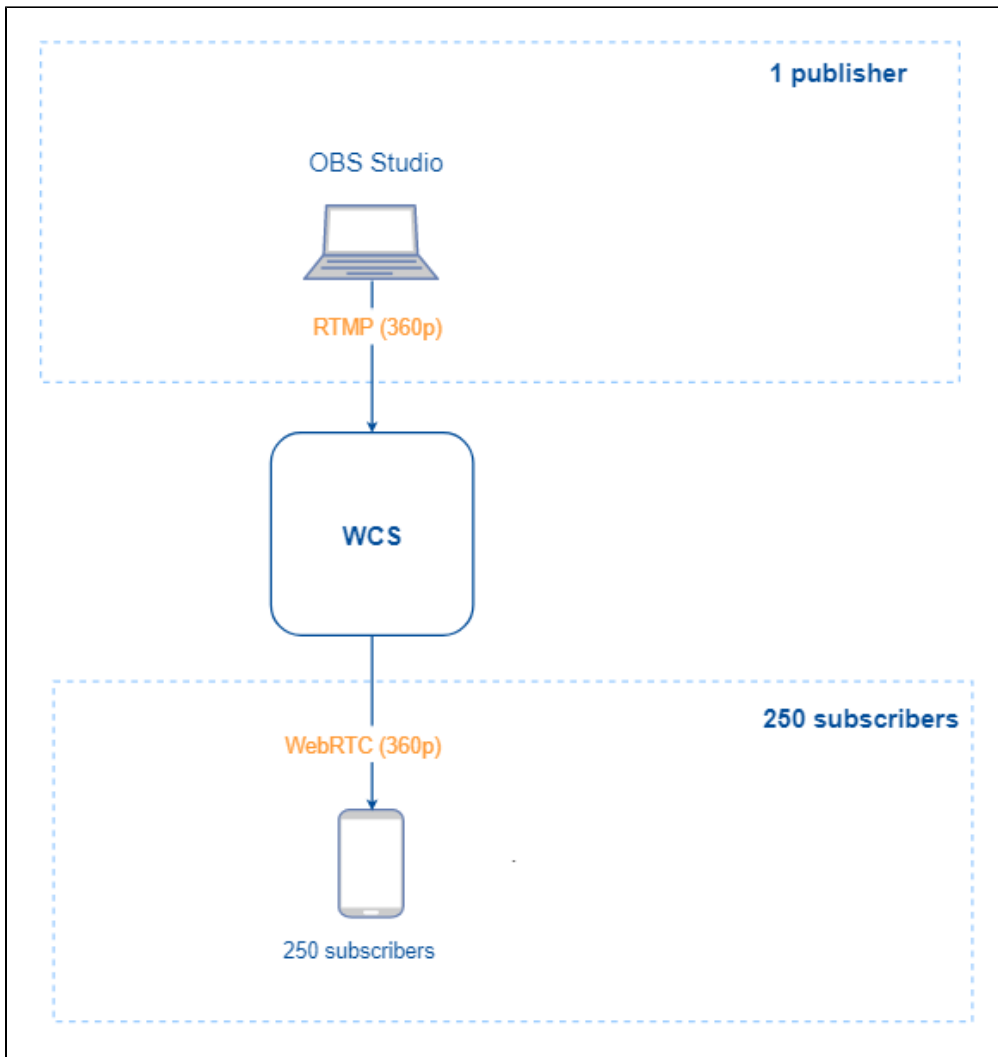 1 publisher
OBS Studio
RTMP (360p)
WCS
250 subscribers
WebRTC (360p)
250 subscribers